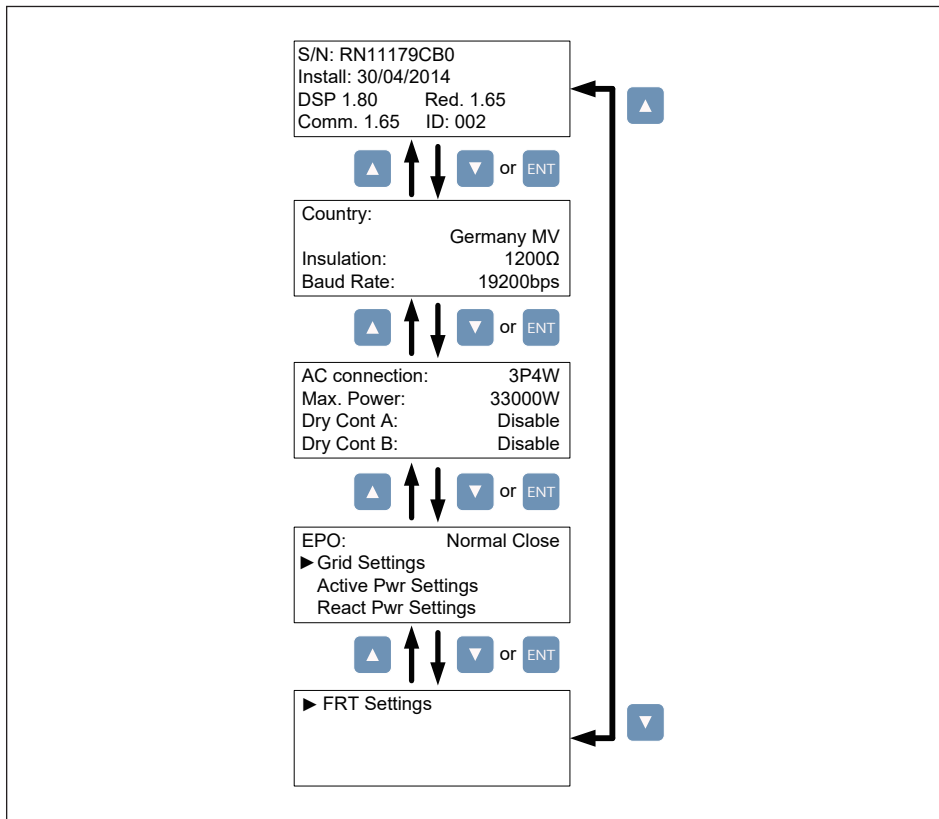 S/N: RN11179CB0
Install: 30/04/2014
DSP 1.80 Red. 1.65
Comm. 1.65 ID: 002
▲ ▼ or ENT
Country:
Germany MV
Insulation: 1200Ω
Baud Rate: 19200bps
▲ ▼ or ENT
AC connection: 3P4W
Max. Power: 33000W
Dry Cont A: Disable
Dry Cont B: Disable
▲ ▼ or ENT
EPO: Normal Close
►Grid Settings
Active Pwr Settings
React Pwr Settings
▲ ▼ or ENT
► FRT Settings
▲
▼